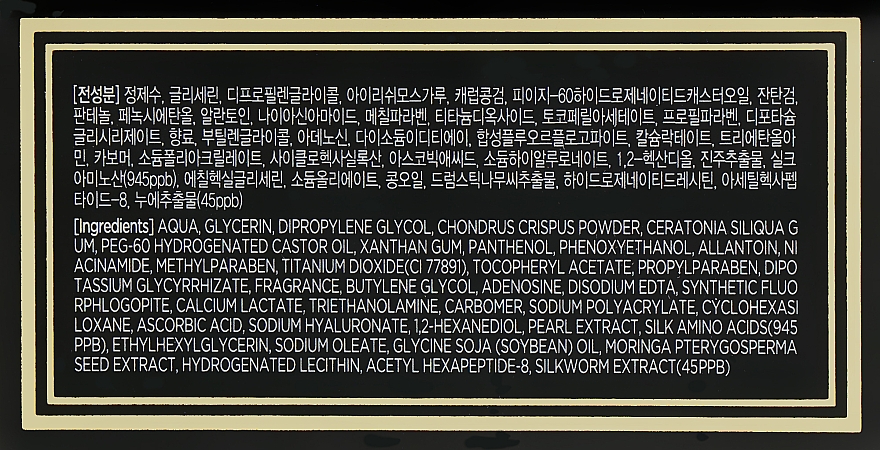 [전성분] 정제수, 글리세린, 디프로필렌글라이콜, 아이리쉬모스가루, 캐럽콩검, 피이지-60하이드로제네이티드캐스터오일, 잔탄검,
판테놀, 페녹시에탄올, 알란토인, 나이아신아마이드, 메칠파라벤, 티타늄디옥사이드, 토코페릴아세테이트, 프로필파라벤, 디포타슘
글리시리제이트, 향료, 부틸렌글라이콜, 아데노신, 다이소듐이디티에이, 합성플루오르플로고파이트, 칼슘락테이트, 트리에탄올아
민, 카보머, 소듐폴리아크릴레이트, 사이클로헥사실록산, 아스코빅애씨드, 소듐하이알루로네이트, 1,2-헥산디올, 진주추출물, 실크
아미노산(945ppb), 에칠헥실글리세린, 소듐올리에이트, 콩오일, 드럼스틱나무씨추출물, 하이드로제네이티드레시틴, 아세틸헥사펩
타이드-8, 누에추출물(45ppb)
[Ingredients] AQUA, GLYCERIN, DIPROPYLENE GLYCOL, CHONDRUS CRISPUS POWDER, CERATONIA SILIQUA G
UM, PEG-60 HYDROGENATED CASTOR OIL, XANTHAN GUM, PANTHENOL, PHENOXYETHANOL, ALLANTOIN, NI
ACINAMIDE, METHYLPARABEN, TITANIUM DIOXIDE(CI 77891), TOCOPHERYL ACETATE, PROPYLPARABEN, DIPO
TASSIUM GLYCYRRHIZATE, FRAGRANCE, BUTYLENE GLYCOL, ADENOSINE, DISODIUM EDTA, SYNTHETIC FLUO
RPHLOGOPITE, CALCIUM LACTATE, TRIETHANOLAMINE, CARBOMER, SODIUM POLYACRYLATE, CYCLOHEXASI
LOXANE, ASCORBIC ACID, SODIUM HYALURONATE, 1,2-HEXANEDIOL, PEARL EXTRACT, SILK AMINO ACIDS(945
PPB), ETHYLHEXYLGLYCERIN, SODIUM OLEATE, GLYCINE SOJA (SOYBEAN) OIL, MORINGA PTERYGOSPERMA
SEED EXTRACT, HYDROGENATED LECITHIN, ACETYL HEXAPEPTIDE-8, SILKWORM EXTRACT(45PPB)